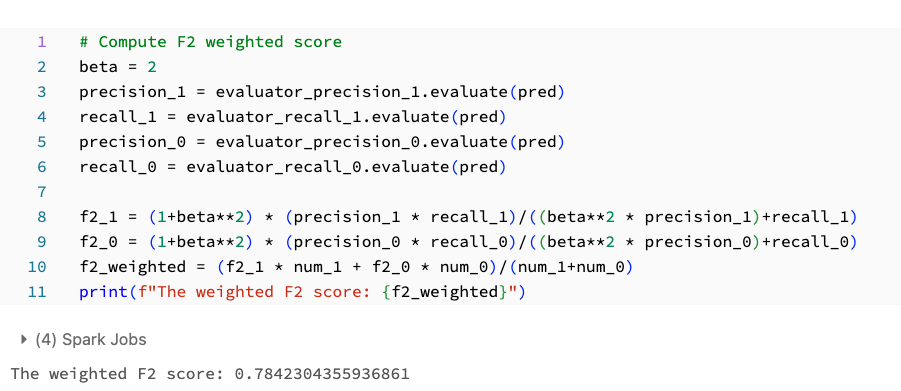 1 # Compute F2 weighted score
2 beta = 2
3 precision_1 = evaluator_precision_1.evaluate(pred)
4 recall_1 = evaluator_recall_1.evaluate(pred)
5 precision_0 = evaluator_precision_0.evaluate(pred)
6 recall_0 = evaluator_recall_0.evaluate(pred)
7
8 f2_1 = (1+beta**2) * (precision_1 * recall_1)/((beta**2 * precision_1)+recall_1)
9 f2_0 = (1+beta**2) * (precision_0 * recall_0)/((beta**2 * precision_0)+recall_0)
10 f2_weighted = (f2_1 * num_1 + f2_0 * num_0)/(num_1+num_0)
11 print(f"The weighted F2 score: {f2_weighted}")
(4) Spark Jobs
The weighted F2 score: 0.7842304355936861